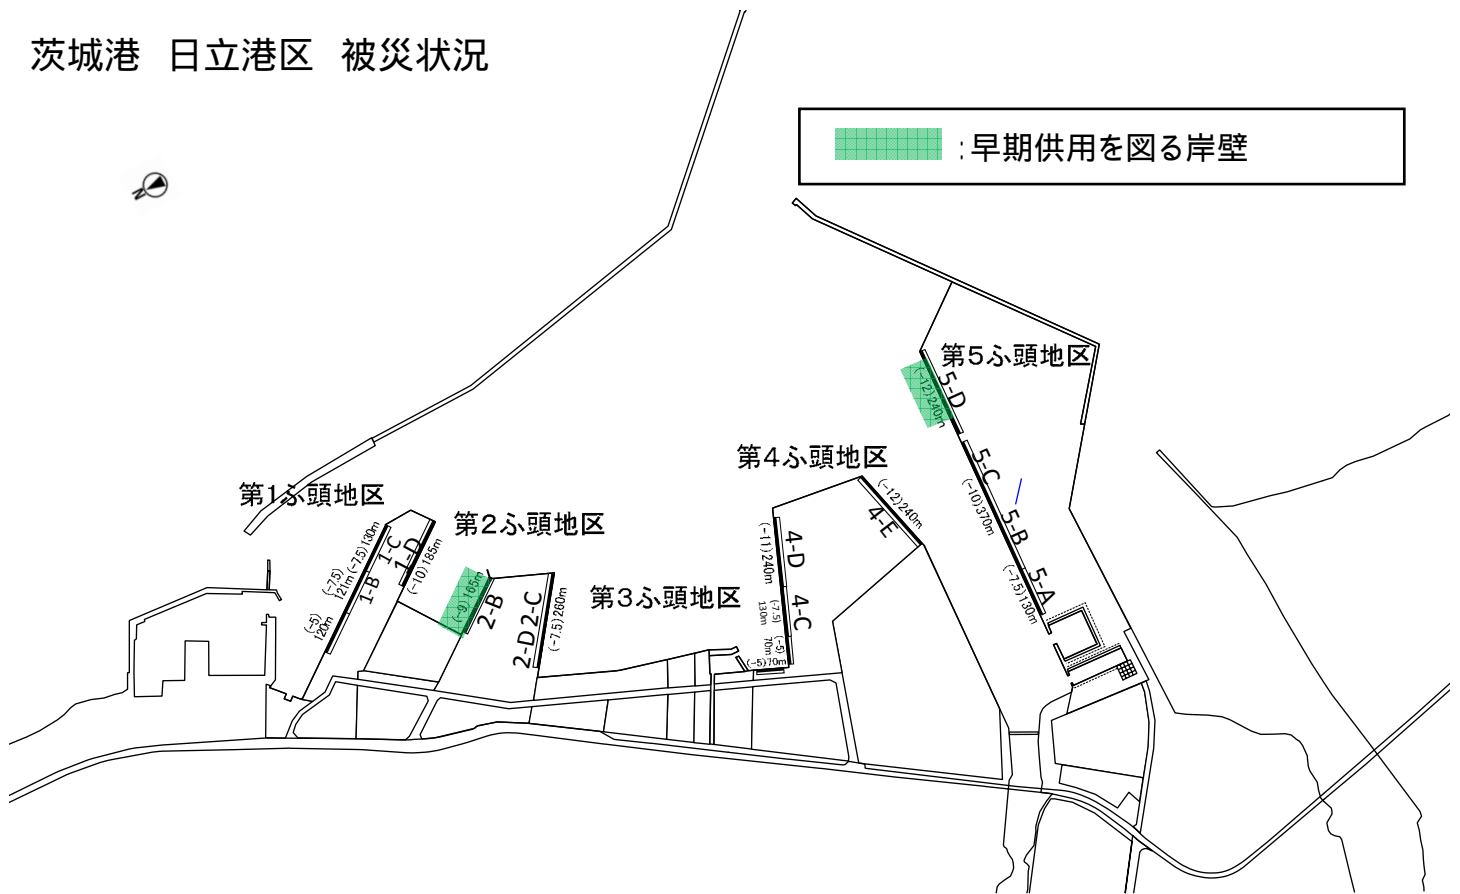 茨城港 日立港区 被災状況
:早期供用を図る岸壁
N
第5ふ頭地区
5-D
(-12)240m
5-C
(-10)370m
5-B
5-A
(-7.5)130m
第4ふ頭地区
(-12)240m
4-E
4-D
(-11)240m
4-C
(-7.5)
130m
(-5)
70m
(-5)70m
第1ふ頭地区
(-7.5)130m
1-C
1-D
(-10)185m
(-7.5)
121m
1-B
(-5)
120m
第2ふ頭地区
(-9)165m
2-B
2-C
2-D
(-7.5)260m
第3ふ頭地区